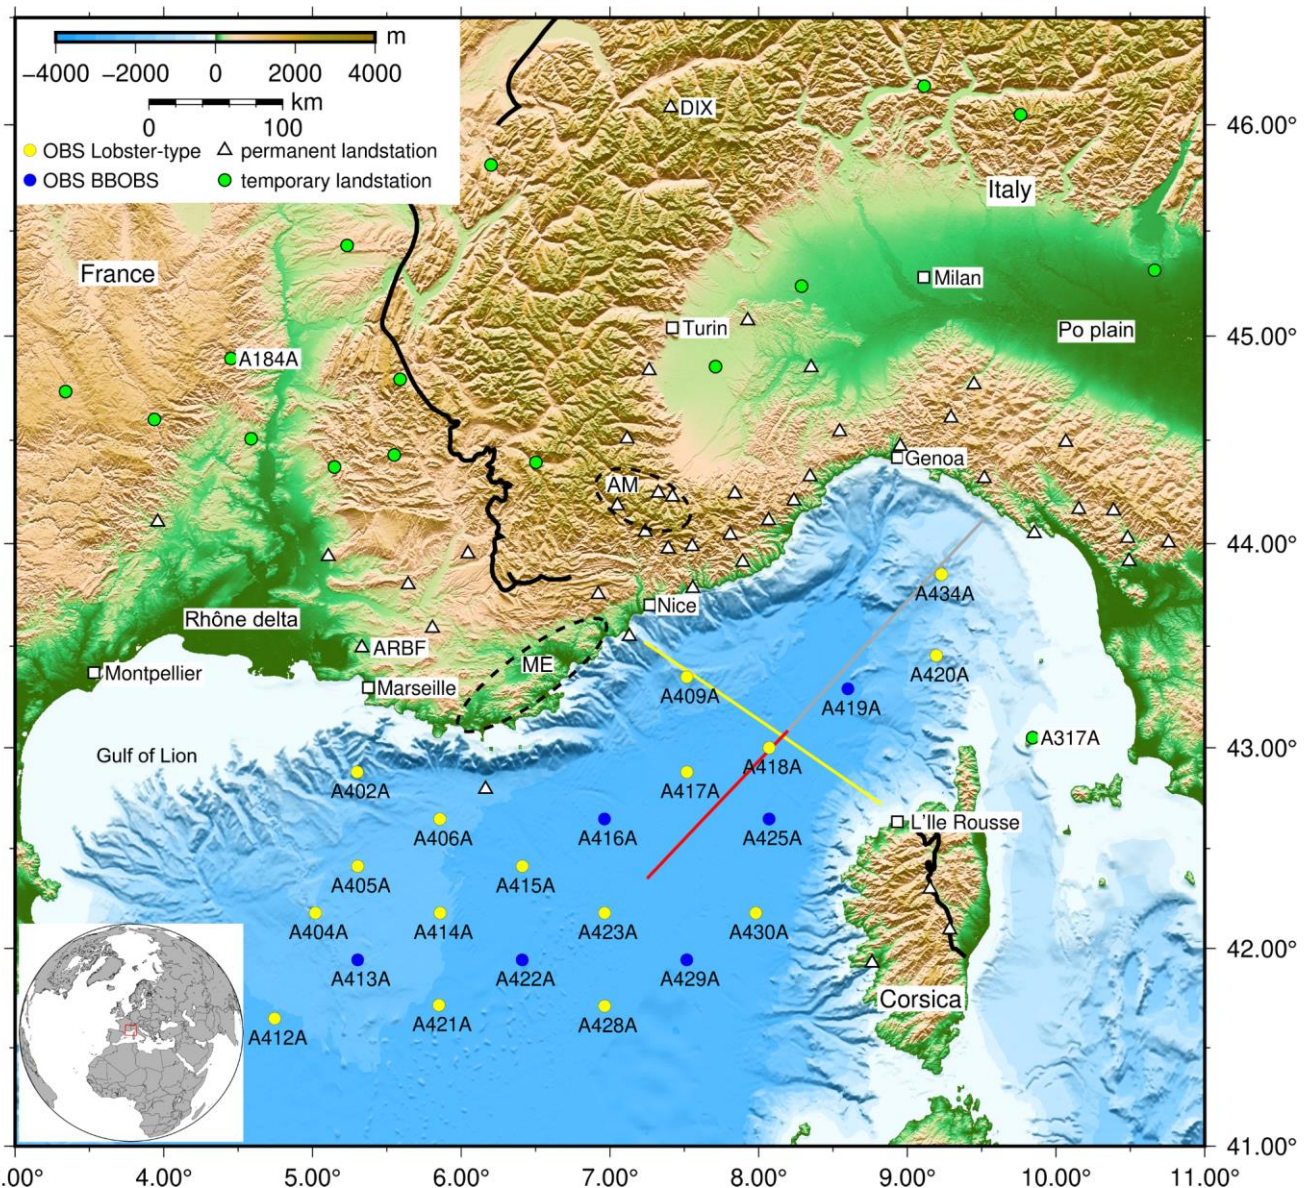 m
−4000 −2000 0 2000 4000
km
0 100
OBS Lobster-type permanent landstation
OBS BBOBS temporary landstation
DIX
46.00°
Italy
France
Milan
Turin
Po plain
45.00°
A184A
Genoa
AM
44.00°
A434A
Nice
Rhône delta
ARBF
ME
A420A
Montpellier
Marseille
A409A
A419A
Gulf of Lion
A317A
43.00°
A402A
A417A
A418A
L'Ile Rousse
A406A
A416A
A425A
A405A
A415A
A404A
A414A
A423A
A430A
42.00°
A413A
A422A
A429A
Corsica
A412A
A421A
A428A
41.00°
.00° 4.00° 5.00° 6.00° 7.00° 8.00° 9.00° 10.00° 11.00°